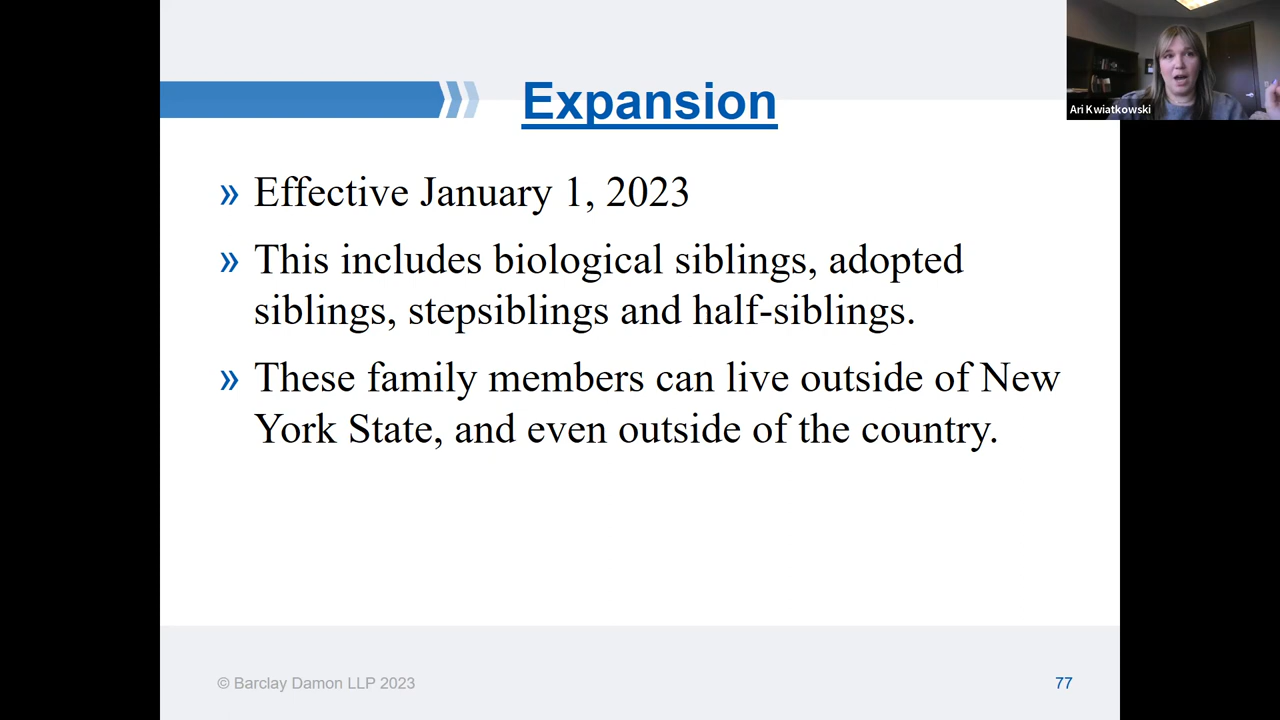 Expansion
Ari Kwiatkowski
» Effective January 1, 2023
» This includes biological siblings, adopted
siblings, stepsiblings and half-siblings.
» These family members can live outside of New
York State, and even outside of the country.
© Barclay Damon LLP 2023
77